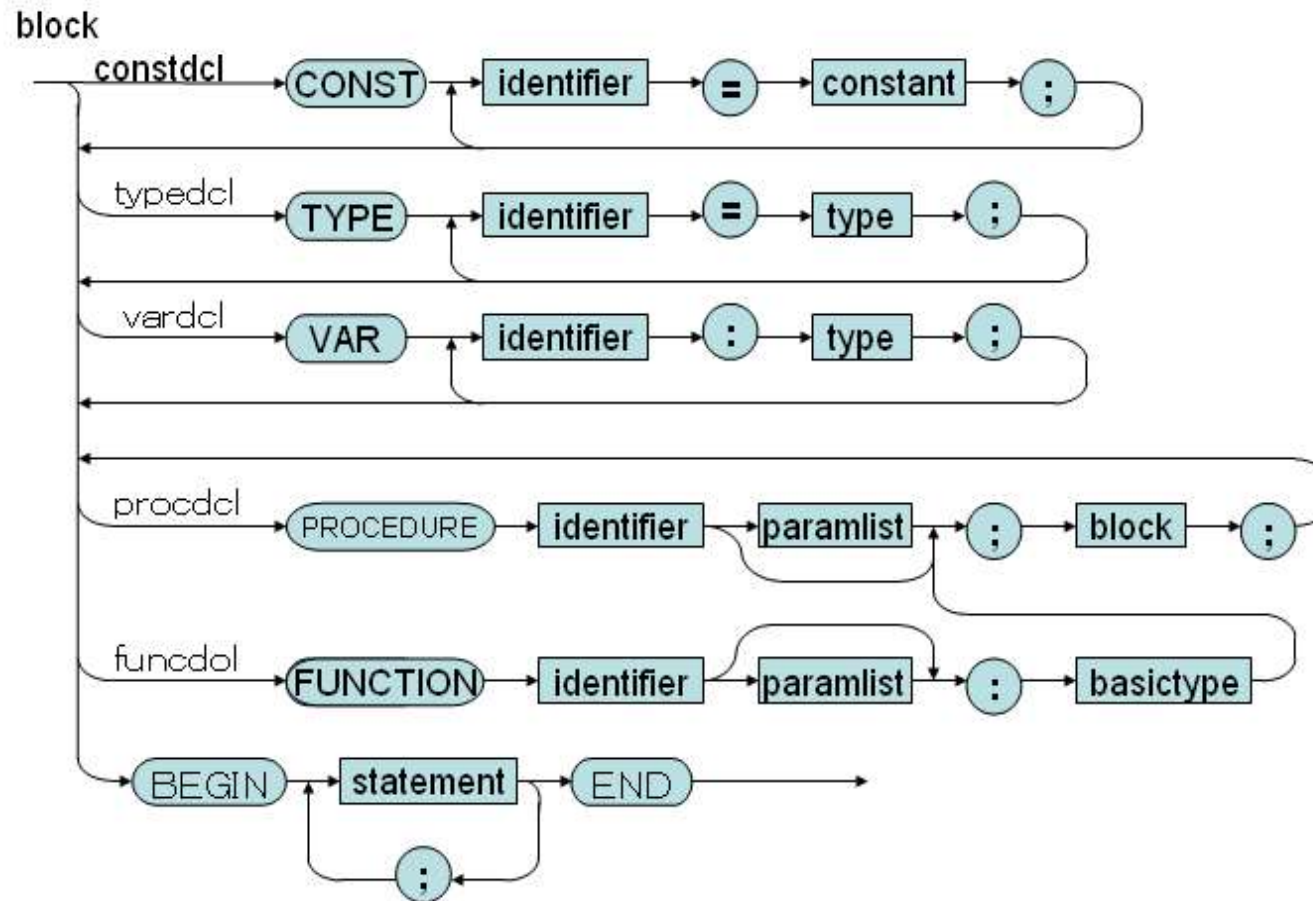 block
constdcl CONST identifier = constant ;
typedcl TYPE identifier = type ;
vardcl VAR identifier : type ;
procdcl PROCEDURE identifier paramlist ; block ;
funcdol FUNCTION identifier paramlist : basictype
BEGIN statement END
;